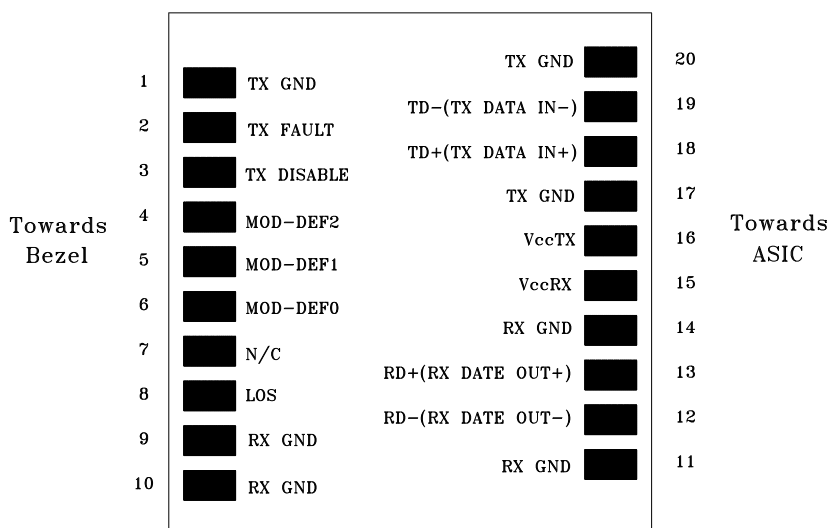 1 TX GND
2 TX FAULT
3 TX DISABLE
4 MOD-DEF2
5 MOD-DEF1
6 MOD-DEF0
7 N/C
8 LOS
9 RX GND
10 RX GND
Towards
Bezel
TX GND 20
TD-(TX DATA IN-) 19
TD+(TX DATA IN+) 18
TX GND 17
VccTX 16
VccRX 15
RX GND 14
RD+(RX DATE OUT+) 13
RD-(RX DATE OUT-) 12
RX GND 11
Towards
ASIC